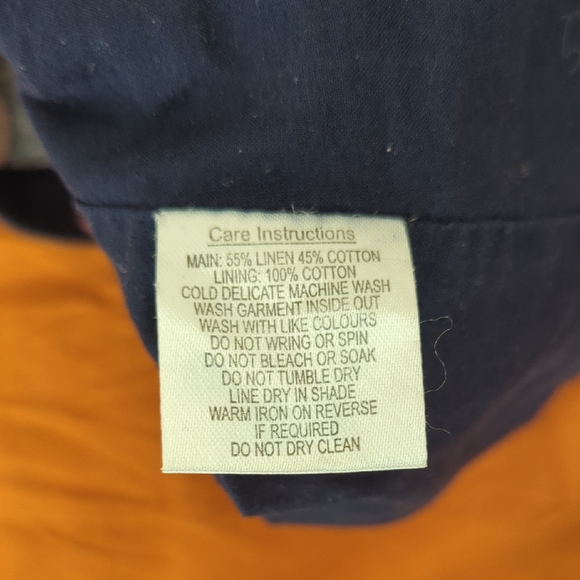 Care Instructions
MAIN: 55% LINEN 45% COTTON
LINING: 100% COTTON
COLD DELICATE MACHINE WASH
WASH GARMENT INSIDE OUT
WASH WITH LIKE COLOURS
DO NOT WRING OR SPIN
DO NOT BLEACH OR SOAK
DO NOT TUMBLE DRY
LINE DRY IN SHADE
WARM IRON ON REVERSE
IF REQUIRED
DO NOT DRY CLEAN